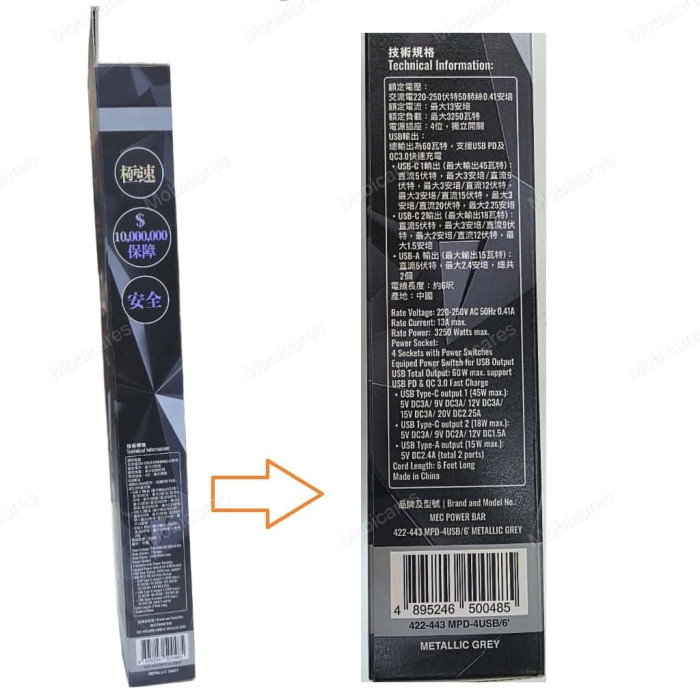 極速
$
10,000,000
保障
安全
技術規格
Technical Information:
技術規格
Technical Information:
額定電壓：
交流電220-250伏特50赫絲0.41安培
額定電流：最大13安培
額定負載：最大3250瓦特
電源插座：4位，獨立開關
USB輸出：
總輸出為60瓦特，支援USB PD及
QC3.0快速充電
• USB-C 1輸出 (最大輸出45瓦特)：
直流5伏特，最大3安培/直流9
伏特，最大3安培/直流12伏特，
最大3安培/直流15伏特，最大3
安培/直流20伏特，最大2.25安培
• USB-C 2輸出 (最大輸出18瓦特)：
直流5伏特，最大3安培/直流9伏
特，最大2安培/直流12伏特，最
大1.5安培
• USB-A 輸出 (最大輸出15瓦特)：
直流5伏特，最大2.4安培，總共
2個
電線長度：約6呎
產地：中國
Rate Voltage: 220-250V AC 50Hz 0.41A
Rate Current: 13A max.
Rate Power: 3250 Watts max.
Power Socket:
4 Sockets with Power Switches
Equiped Power Switch for USB Output
USB Total Output: 60W max. support
USB PD & QC 3.0 Fast Charge
• USB Type-C output 1 (45W max.):
5V DC3A/ 9V DC3A/ 12V DC3A/
15V DC3A/ 20V DC2.25A
• USB Type-C output 2 (18W max.):
5V DC3A/ 9V DC2A/ 12V DC1.5A
• USB Type-A output (15W max.):
5V DC2.4A (total 2 ports)
Cord Length: 6 Feet Long
Made in China
品牌及型號 | Brand and Model No.:
MEC POWER BAR
422-443 MPD-4USB/6' METALLIC GREY
4 895246 500485
422-443 MPD-4USB/6'
METALLIC GREY
4 895246 500485
METALLIC GREY
Mobicares